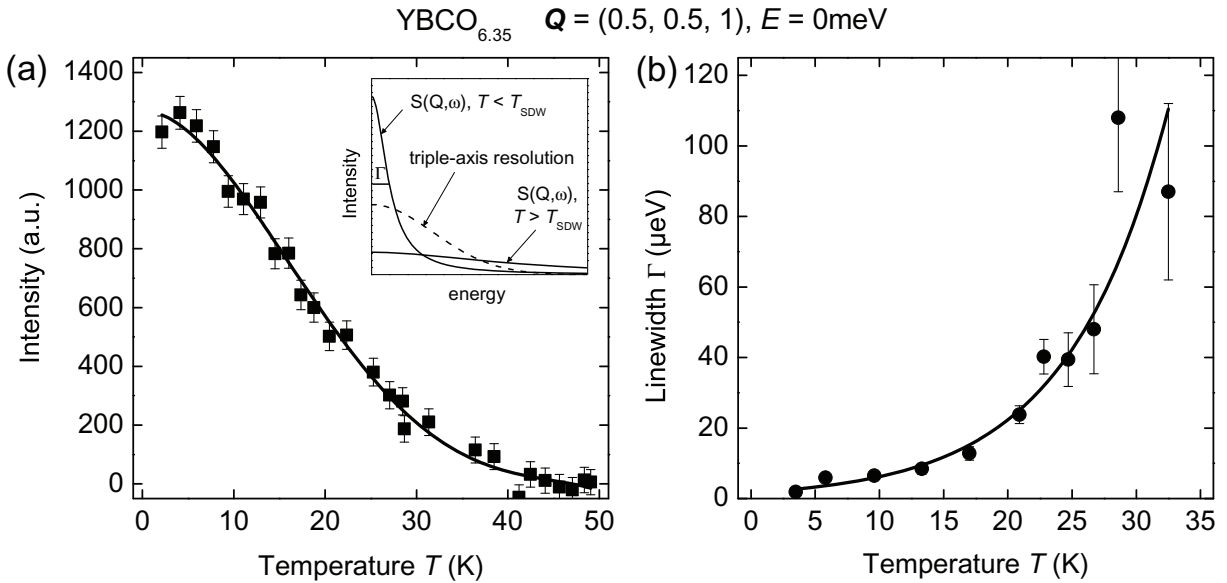 YBCO6.35 Q = (0.5, 0.5, 1), E = 0meV
(a)
1400
1200
1000
800
600
400
200
0
Intensity (a.u.)
0 10 20 30 40 50
Temperature T (K)
S(Q,ω), T < TSDW
triple-axis resolution
Γ
S(Q,ω),
T > TSDW
Intensity
energy
(b)
120
100
80
60
40
20
0
Linewidth Γ (µeV)
0 5 10 15 20 25 30 35
Temperature T (K)